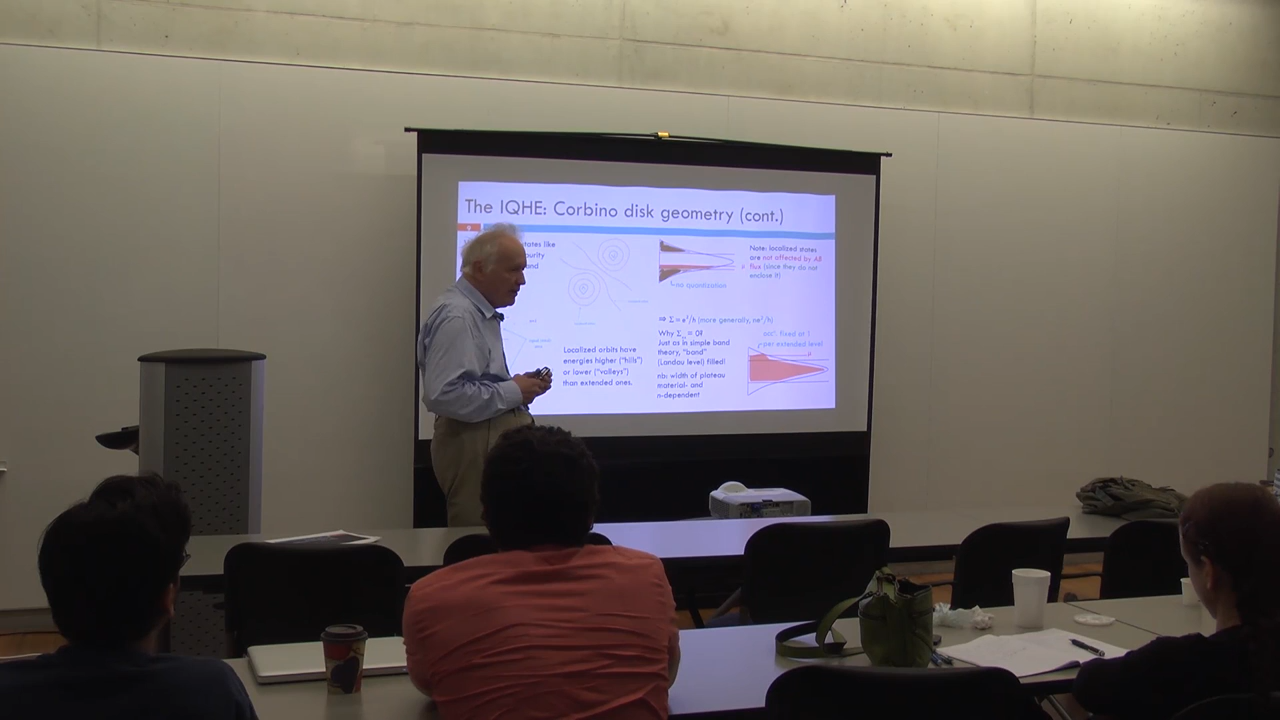 The IQHE: Corbino disk geometry (cont.)
states like
purity
and
Localized orbits have
energies higher ("hills")
or lower ("valleys")
than extended ones.
no quantization
μ
Note: localized states
are not affected by AB
flux (since they do not
enclose it)
⇒ Σ = e²/h (more generally, ne²/h)
Why Σ = 0?
Just as in simple band
theory, "band"
(Landau level) filled!
nb: width of plateau
material- and
n-dependent
occⁿ. fixed at 1
per extended level
μ